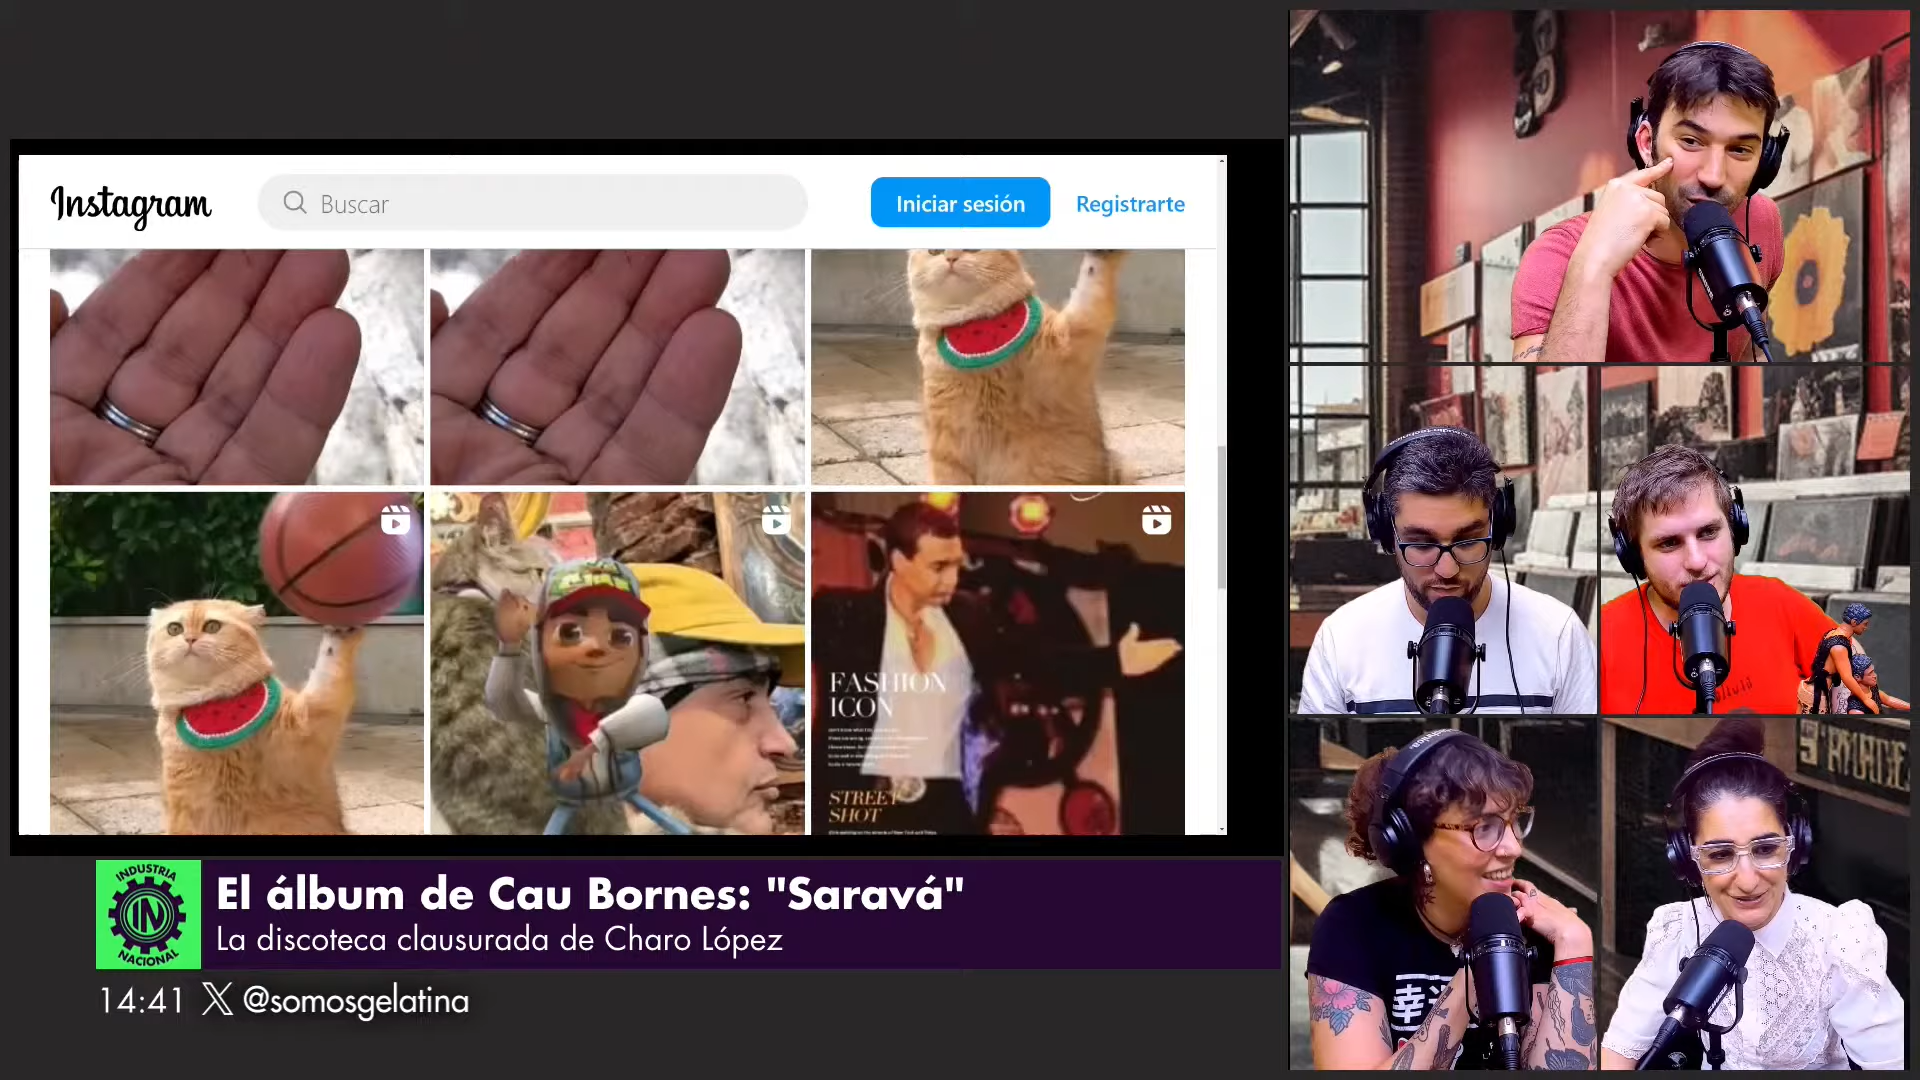 Instagram
Buscar
Iniciar sesión
Registrarte
FASHION
ICON
STREET
SHOT
INDUSTRIA
IN
NACIONAL
El álbum de Cau Bornes: "Saravá"
La discoteca clausurada de Charo López
14:41 X @somosgelatina